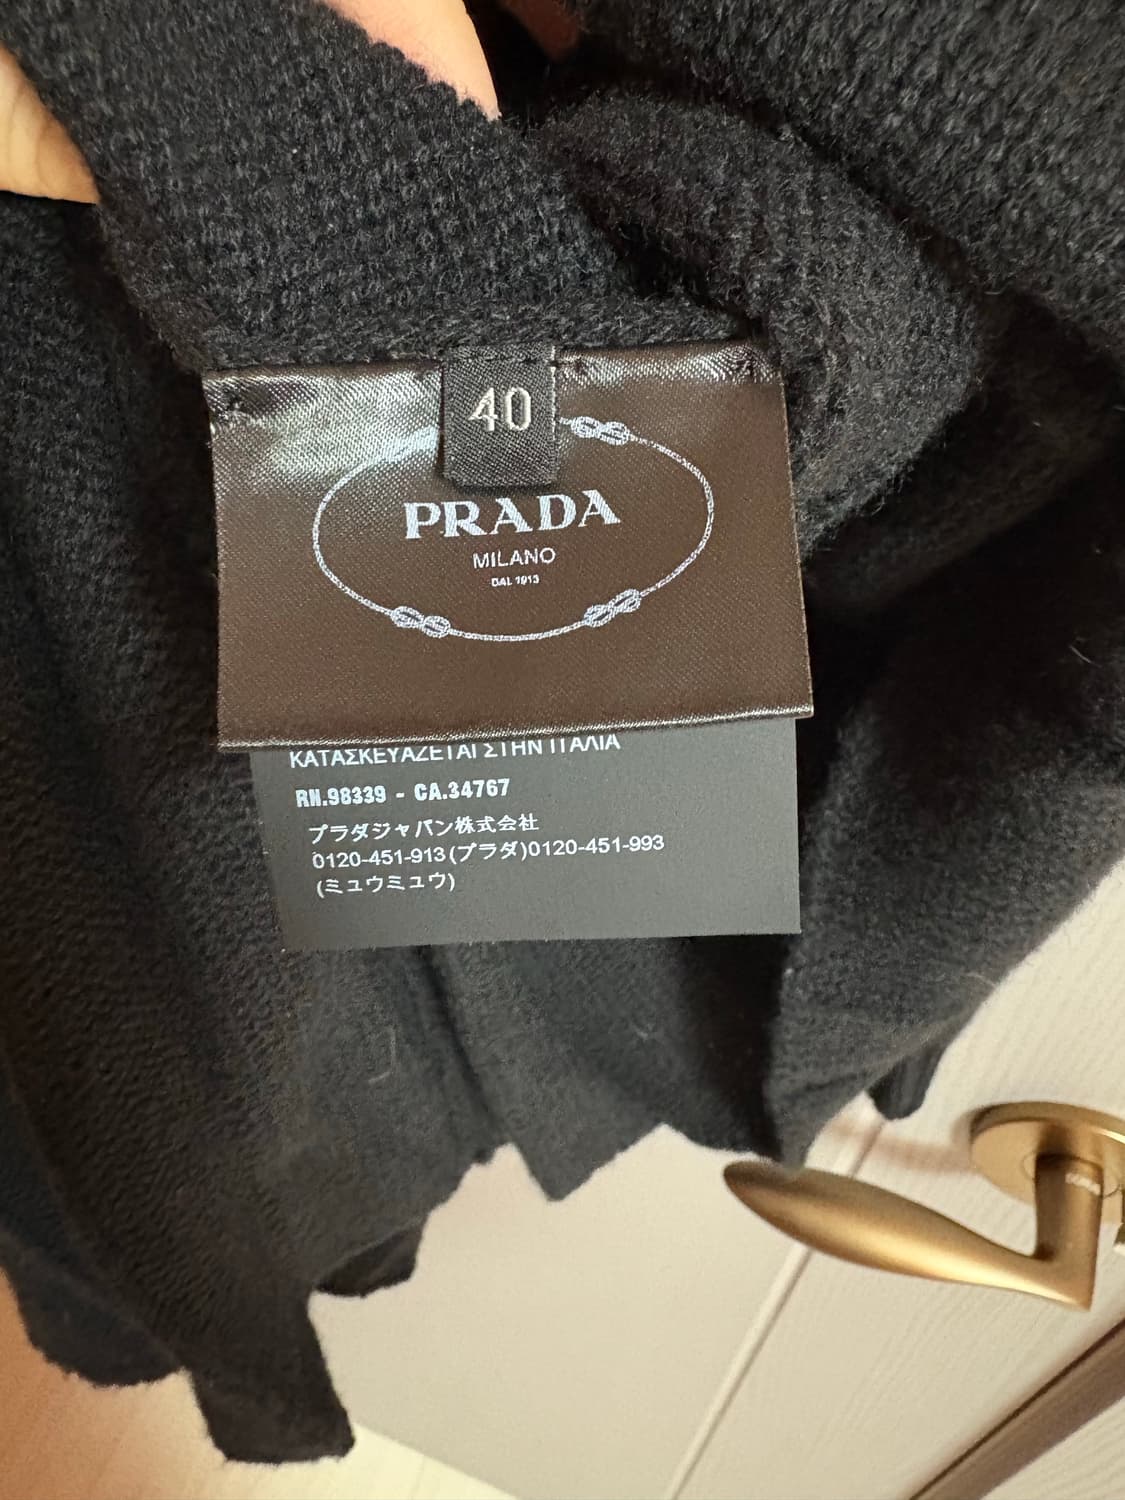 40
PRADA
MILANO
DAL 1913
ΚΑΤΑΣΚΕΥΑΖΕΤΑΙ ΣΤΗΝ ΙΤΑΛΙΑ
RN.98339 - CA.34767
プラダジャパン株式会社
0120-451-913(プラダ)0120-451-993
(ミュウミュウ)